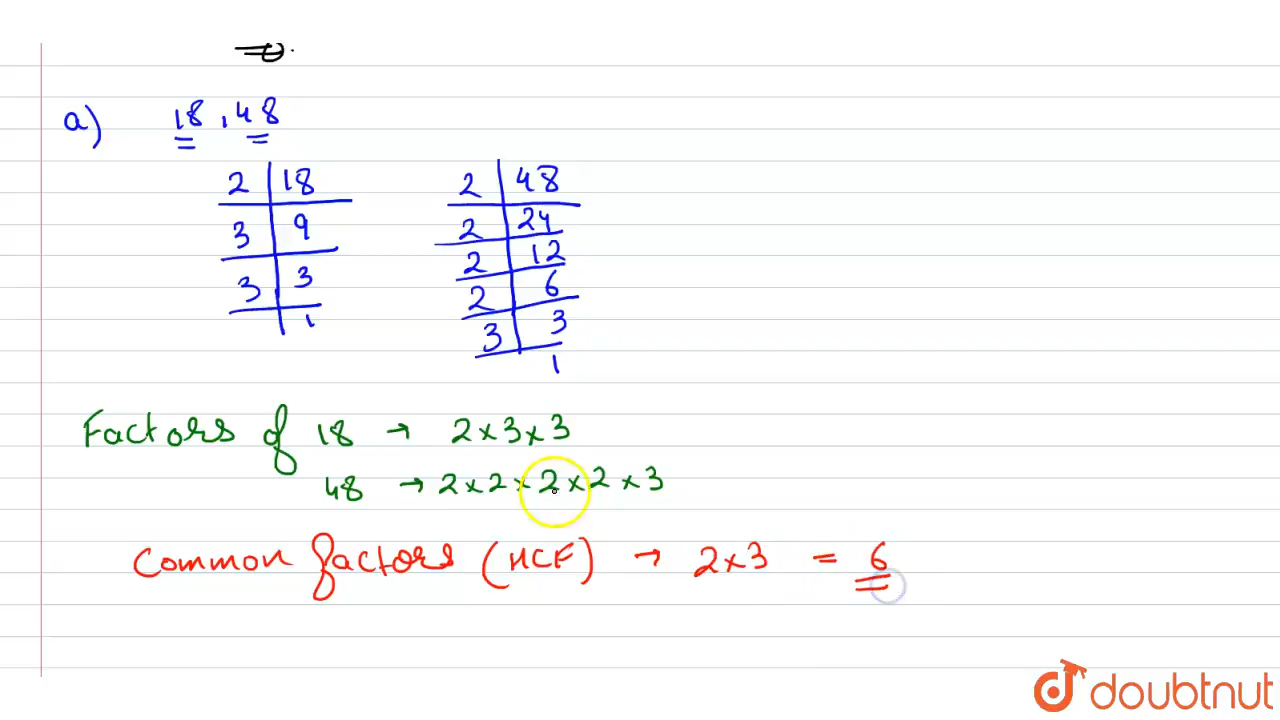 a) 18, 48
2 | 18
3 | 9
3 | 3
1
2 | 48
2 | 24
2 | 12
2 | 6
3 | 3
1
Factors of 18 → 2 × 3 × 3
48 → 2 × 2 × 2 × 2 × 3
Common factors (HCF) → 2 × 3 = 6
doubtnut